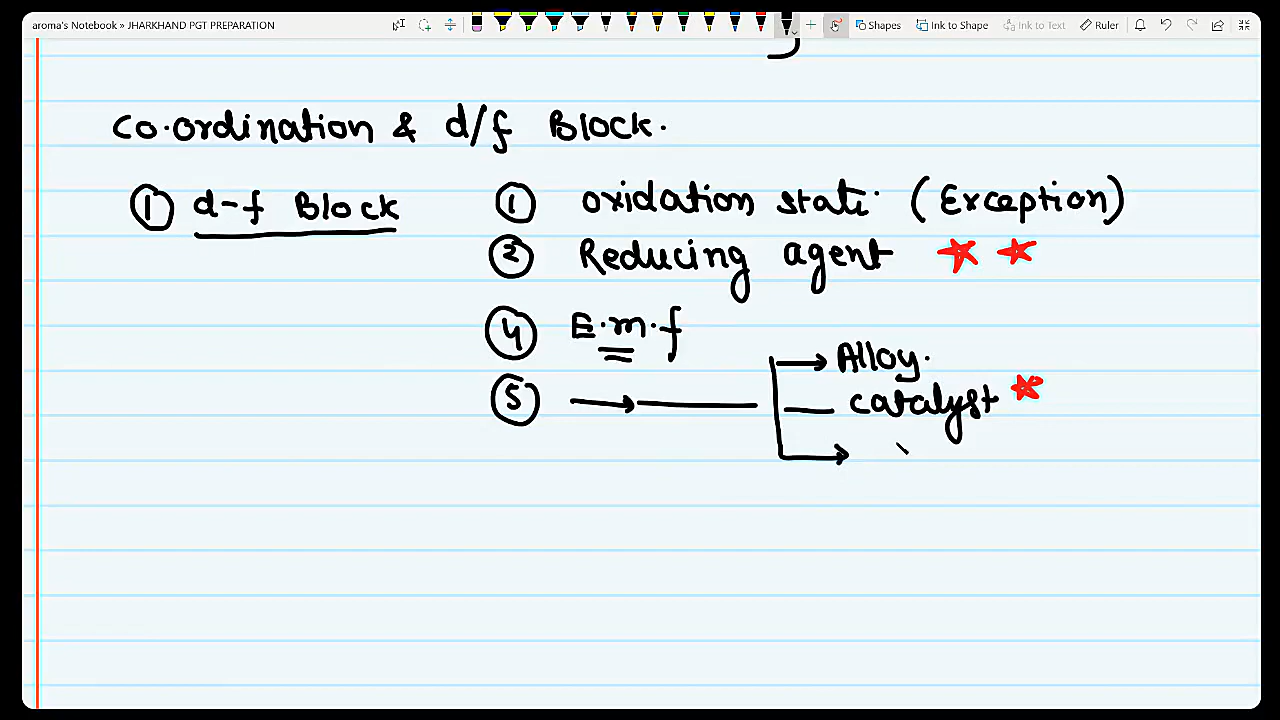 aroma's Notebook » JHARKHAND PGT PREPARATION
Shapes Ink to Shape Ink to Text Ruler
Co.ordination & d/f Block.
① d-f Block
① oxidation state. (Exception)
② Reducing agent
④ E.m.f
Alloy.
⑤ catalyst